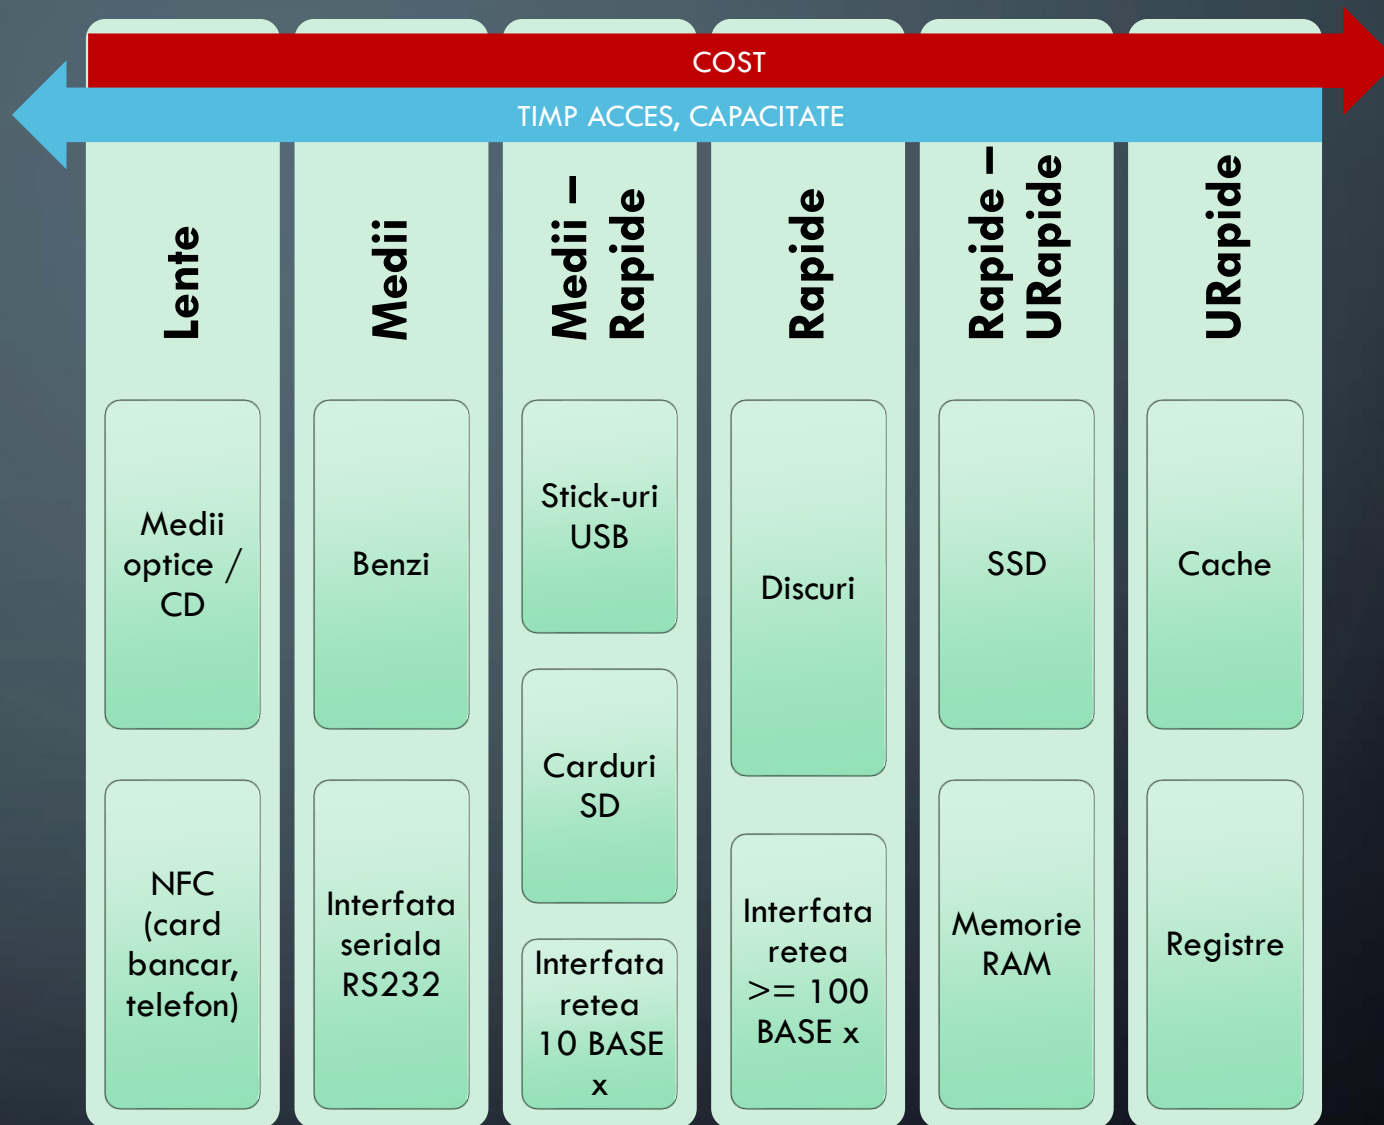 COST
TIMP ACCES, CAPACITATE
Lente
Medii
optice /
CD
NFC
(card
bancar,
telefon)
Medii
Benzi
Interfata
seriala
RS232
Medii –
Rapide
Stick-uri
USB
Carduri
SD
Interfata
retea
10 BASE
x
Rapide
Discuri
Interfata
retea
>= 100
BASE x
Rapide –
URapide
SSD
Memorie
RAM
URapide
Cache
Registre